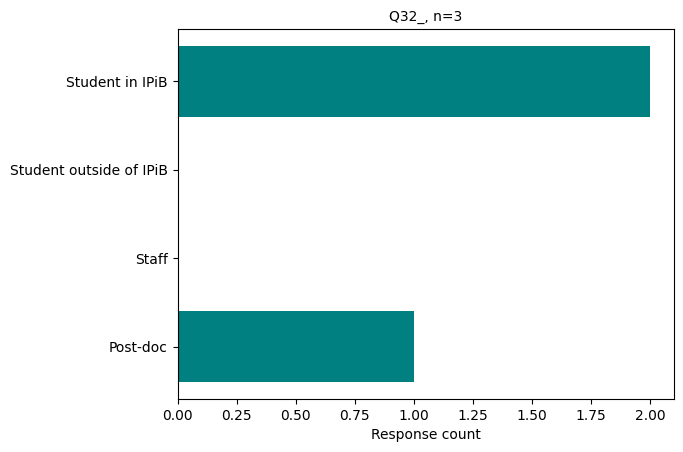 Q32_, n=3
Student in IPiB
Student outside of IPiB
Staff
Post-doc
0.00 0.25 0.50 0.75 1.00 1.25 1.50 1.75 2.00
Response count